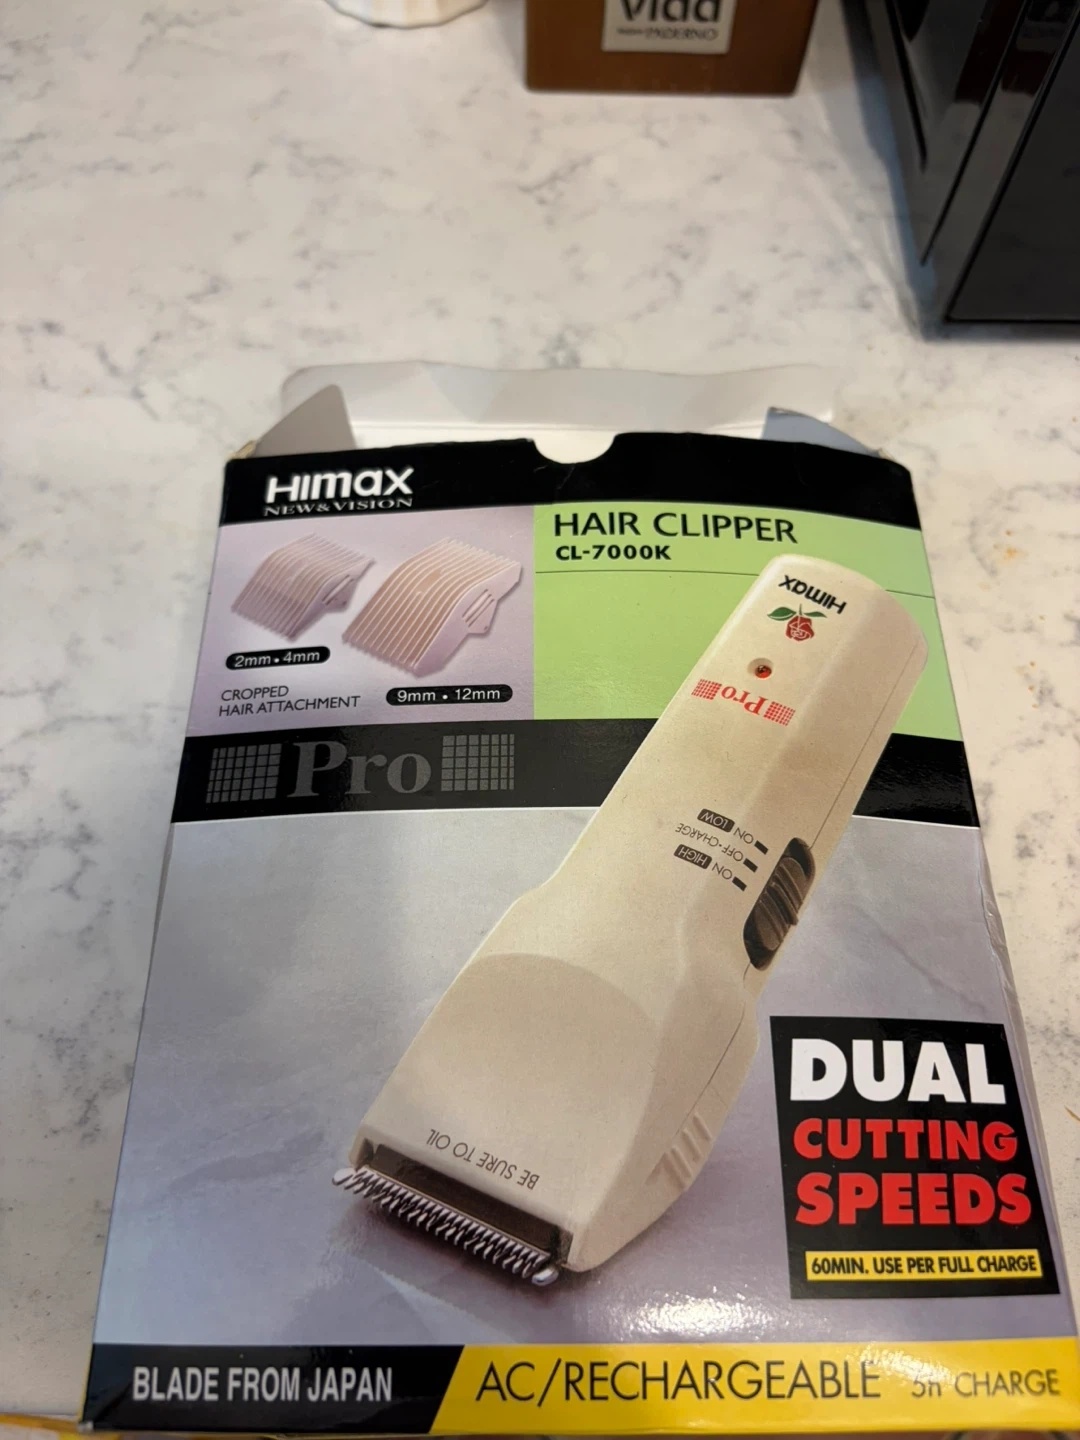 vida
PADERNO
HIMAX
NEW & VISION
HAIR CLIPPER
CL-7000K
2mm • 4mm
CROPPED
HAIR ATTACHMENT
9mm • 12mm
Pro
HIMAX
Pro
ON LOW
OFF-CHARGE
ON HIGH
BE SURE TO OIL
DUAL
CUTTING
SPEEDS
60MIN. USE PER FULL CHARGE
BLADE FROM JAPAN
AC/RECHARGEABLE 5h CHARGE